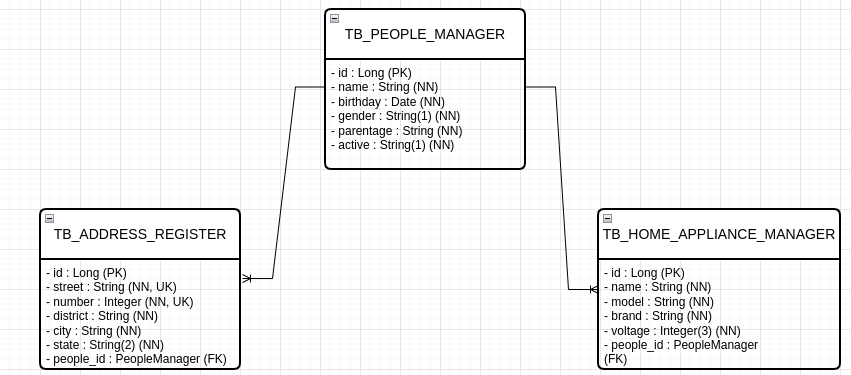 TB_PEOPLE_MANAGER
- id : Long (PK)
- name : String (NN)
- birthday : Date (NN)
- gender : String(1) (NN)
- parentage : String (NN)
- active : String(1) (NN)
TB_ADDRESS_REGISTER
- id : Long (PK)
- street : String (NN, UK)
- number : Integer (NN, UK)
- district : String (NN)
- city : String (NN)
- state : String(2) (NN)
- people_id : PeopleManager (FK)
TB_HOME_APPLIANCE_MANAGER
- id : Long (PK)
- name : String (NN)
- model : String (NN)
- brand : String (NN)
- voltage : Integer(3) (NN)
- people_id : PeopleManager
(FK)